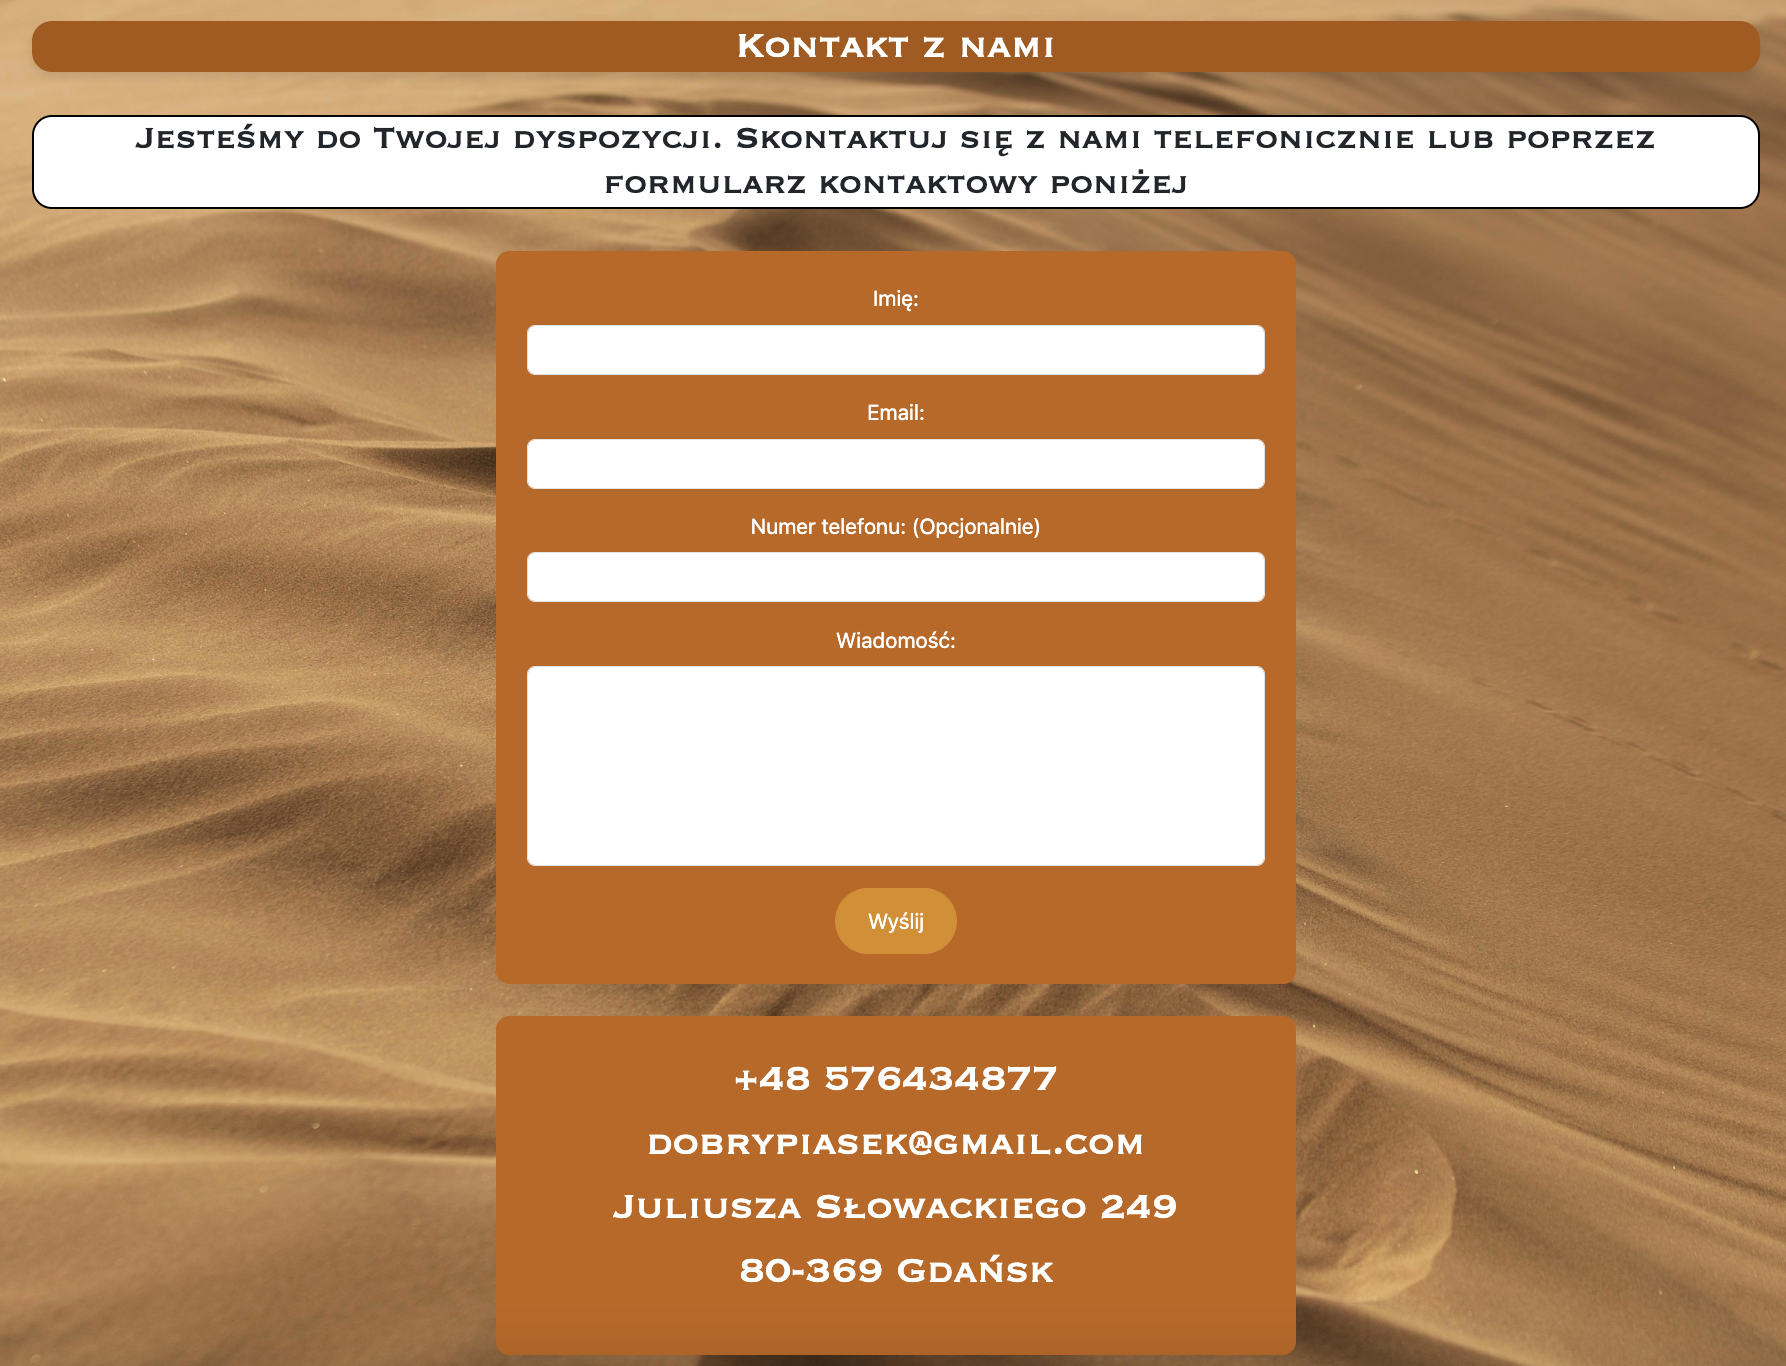 Kontakt z nami
Jesteśmy do Twojej dyspozycji. Skontaktuj się z nami telefonicznie lub poprzez
formularz kontaktowy poniżej
Imię:
Email:
Numer telefonu: (Opcjonalnie)
Wiadomość:
Wyślij
+48 576434877
dobrypiasek@gmail.com
Juliusza Słowackiego 249
80-369 Gdańsk